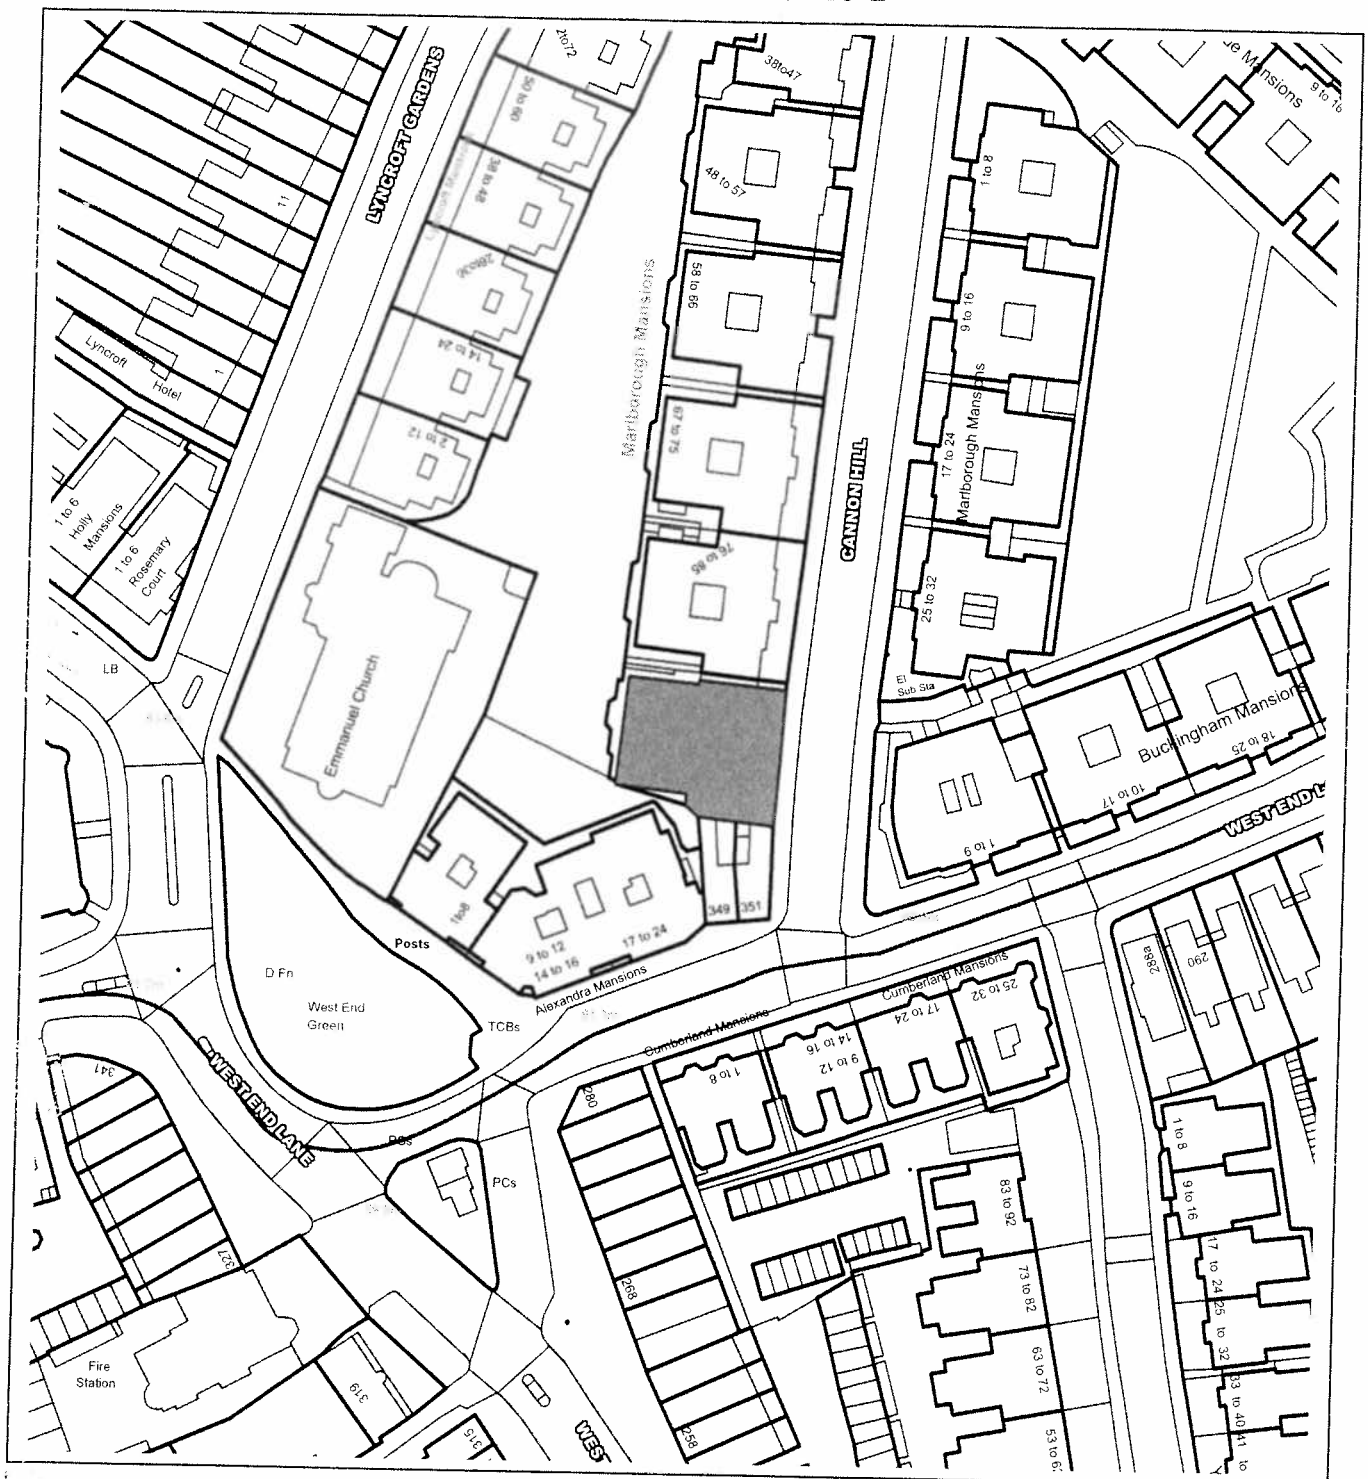 2to72
50 to 60
38 to 48
26to36
14 to 24
2 to 12
LYNCROFT GARDENS
11
1
Lyncroft
Hotel
1 to 6
Holly
Mansions
1 to 6
Rosemary
Court
LB
Emmanuel Church
38to47
48 to 57
58 to 66
67 to 75
76 to 85
Marlborough Mansions
CANNON HILL
1 to 8
9 to 16
17 to 24
Marlborough Mansions
25 to 32
El
Sub Sta
Mansions
9 to 16
Buckingham Mansions
18 to 25
10 to 17
1 to 9
WEST END L
349
351
1to8
9 to 12
14 to 16
17 to 24
Alexandra Mansions
Posts
D Fn
West End
Green
TCBs
Cumberland Mansions
Cumberland Mansions
1 to 8
9 to 12
14 to 16
17 to 24
25 to 32
288a
290
341
327
WEST END LANE
PCs
280
268
258
83 to 92
73 to 82
63 to 72
53 to 6
1 to 8
9 to 16
17 to 24
25 to 32
33 to 40
41 to
Fire
Station
319
315
WEST